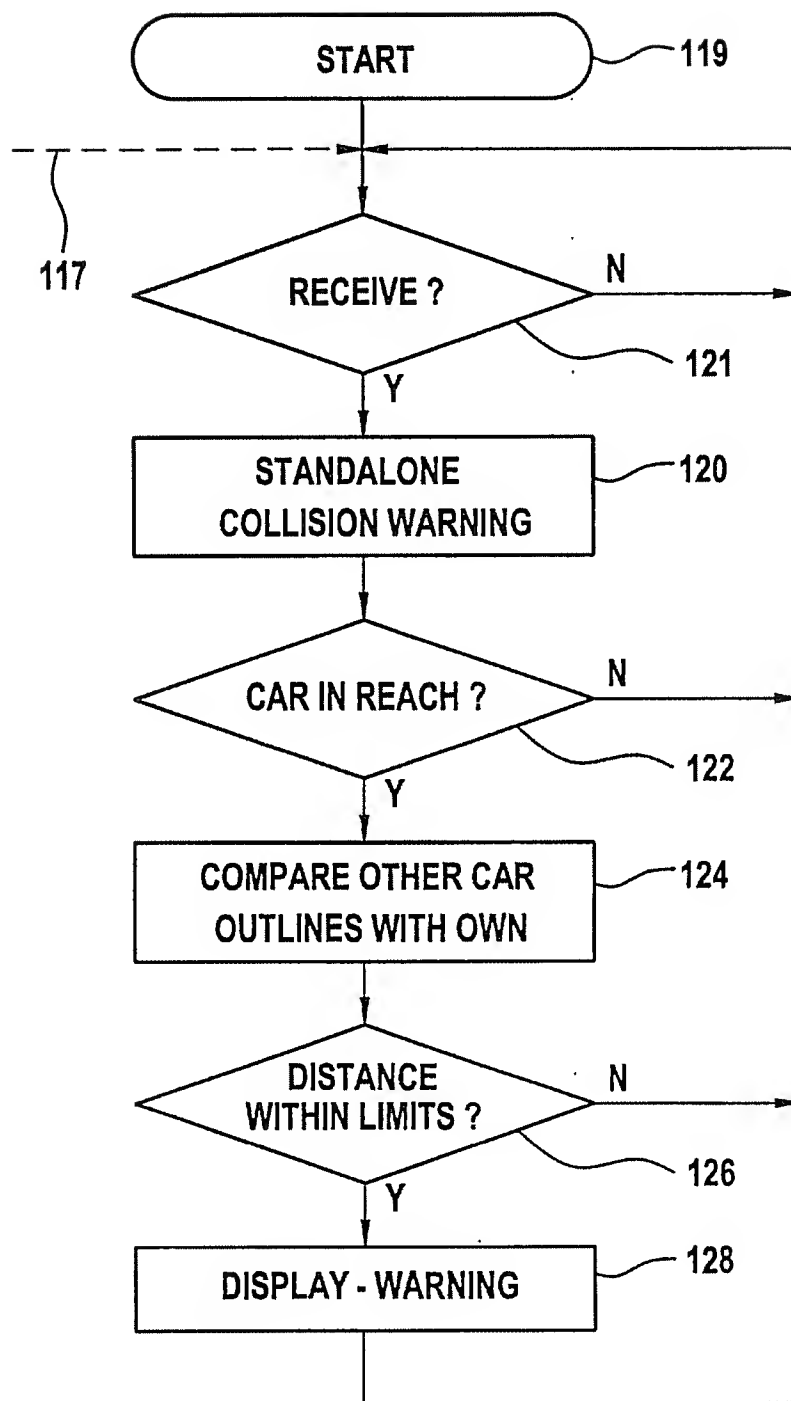 START
119
117
RECEIVE ?
N
121
Y
STANDALONE
COLLISION WARNING
120
CAR IN REACH ?
N
122
Y
COMPARE OTHER CAR
OUTLINES WITH OWN
124
DISTANCE
WITHIN LIMITS ?
N
126
Y
DISPLAY - WARNING
128